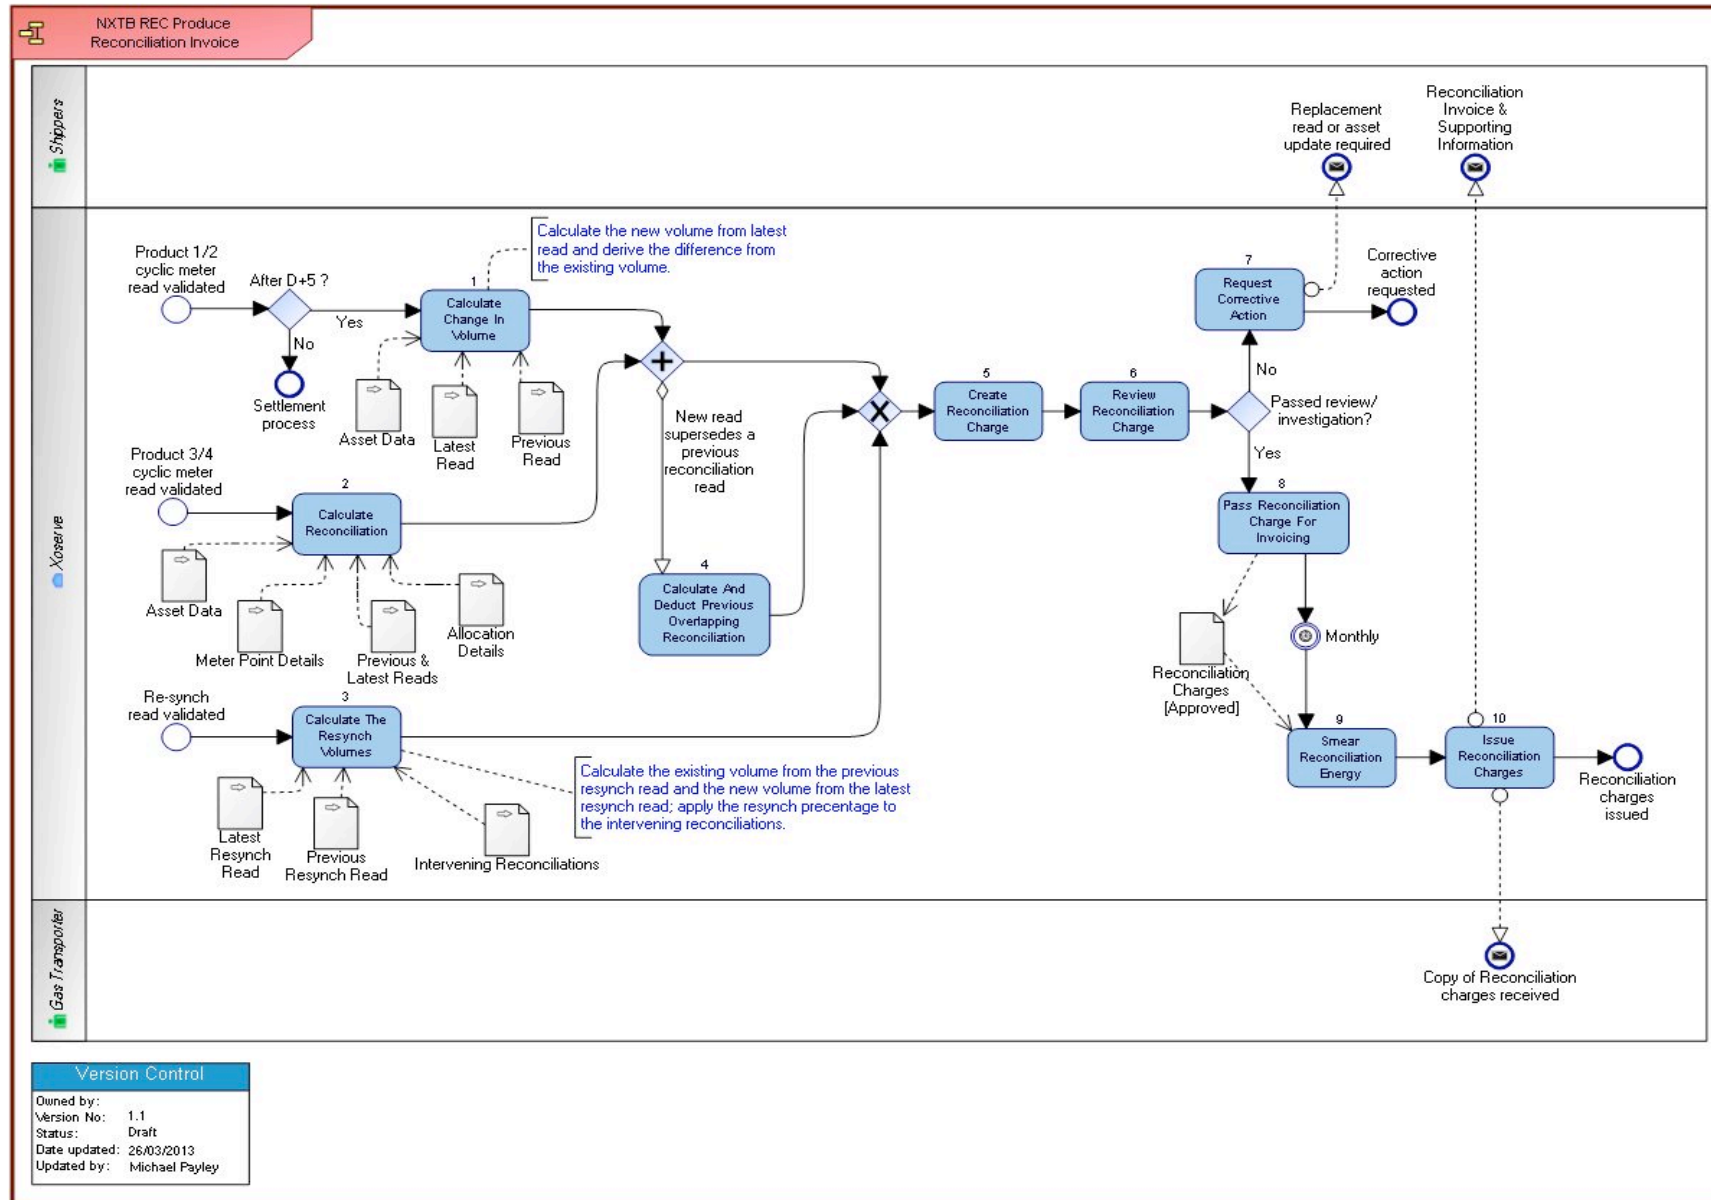 NXTB REC Produce
Reconciliation Invoice
Shippers
Replacement
read or asset
update required
Reconciliation
Invoice &
Supporting
Information
Xoserve
Product 1/2
cyclic meter
read validated
After D+5 ?
Yes
No
Settlement
process
1
Calculate
Change In
Volume
Calculate the new volume from latest
read and derive the difference from
the existing volume.
Asset Data
Latest
Read
Previous
Read
Product 3/4
cyclic meter
read validated
2
Calculate
Reconciliation
Asset Data
Meter Point Details
Previous &
Latest Reads
Allocation
Details
Re-synch
read validated
3
Calculate The
Resynch
Volumes
Latest
Resynch
Read
Previous
Resynch Read
Intervening Reconciliations
Calculate the existing volume from the previous
resynch read and the new volume from the latest
resynch read; apply the resynch precentage to
the intervening reconciliations.
New read
supersedes a
previous
reconciliation
read
4
Calculate And
Deduct Previous
Overlapping
Reconciliation
5
Create
Reconciliation
Charge
6
Review
Reconciliation
Charge
Passed review/
investigation?
No
Yes
7
Request
Corrective
Action
Corrective
action
requested
8
Pass Reconciliation
Charge For
Invoicing
Monthly
Reconciliation
Charges
[Approved]
9
Smear
Reconciliation
Energy
10
Issue
Reconciliation
Charges
Reconciliation
charges
issued
Gas Transporter
Copy of Reconciliation
charges received
Version Control
Owned by:
Version No: 1.1
Status: Draft
Date updated: 26/03/2013
Updated by: Michael Payley